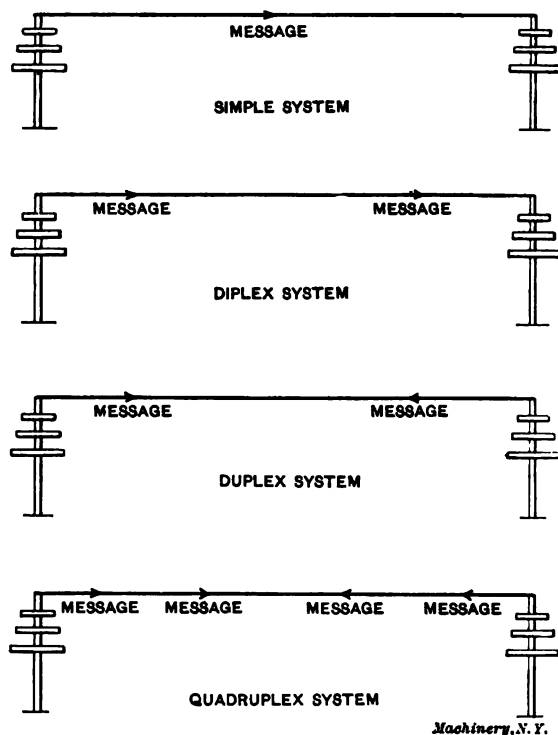 MESSAGE
SIMPLE SYSTEM
MESSAGE MESSAGE
DIPLEX SYSTEM
MESSAGE MESSAGE
DUPLEX SYSTEM
MESSAGE MESSAGE MESSAGE MESSAGE
QUADRUPLEX SYSTEM
Machinery, N.Y.